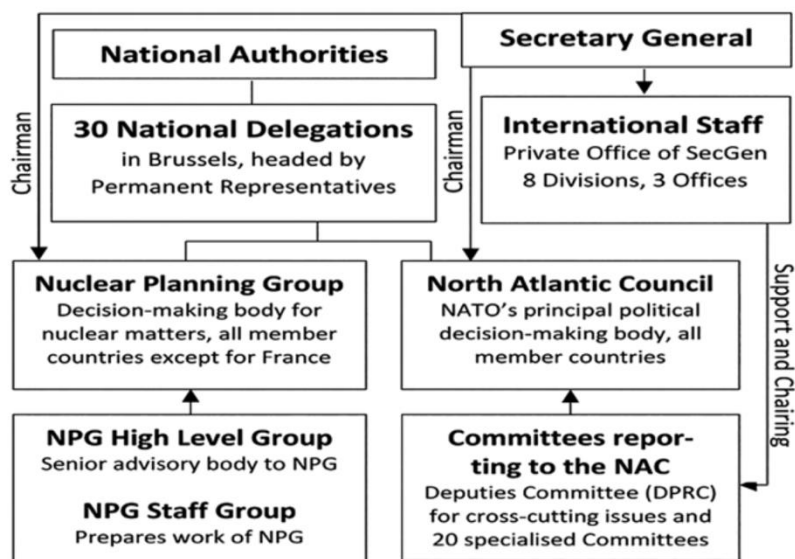 National Authorities
Secretary General
Chairman
30 National Delegations
in Brussels, headed by
Permanent Representatives
Chairman
International Staff
Private Office of SecGen
8 Divisions, 3 Offices
Nuclear Planning Group
Decision-making body for
nuclear matters, all member
countries except for France
North Atlantic Council
NATO's principal political
decision-making body, all
member countries
Support and Chairing
NPG High Level Group
Senior advisory body to NPG
NPG Staff Group
Prepares work of NPG
Committees repor-
ting to the NAC
Deputies Committee (DPRC)
for cross-cutting issues and
20 specialised Committees